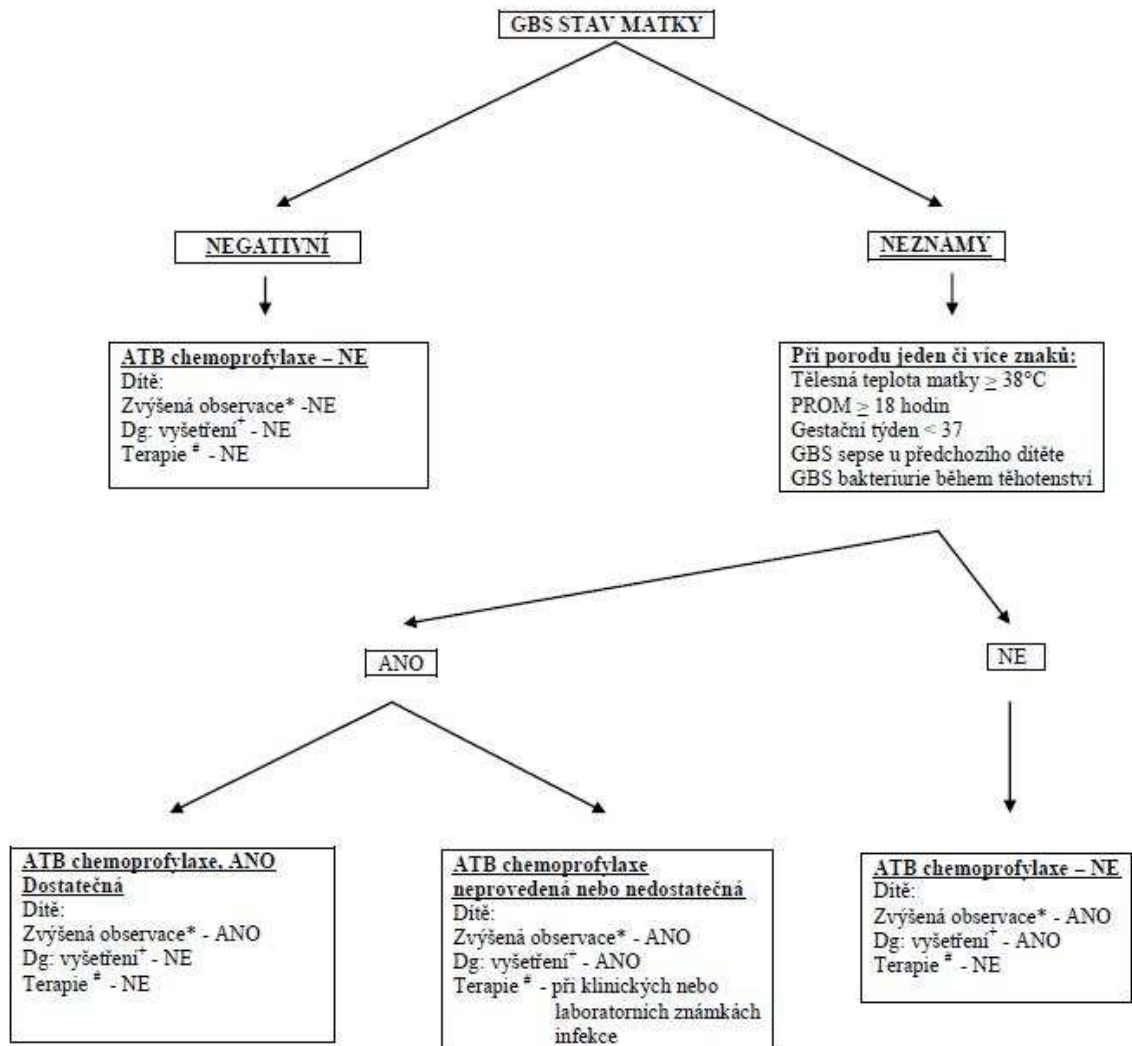 GBS STAV MATKY
NEGATIVNÍ
NEZNÁMÝ
ATB chemoprofylaxe – NE
Dítě:
Zvýšená observace* -NE
Dg: vyšetření⁺ - NE
Terapie # - NE
Při porodu jeden či více znaků:
Tělesná teplota matky ≥ 38°C
PROM ≥ 18 hodin
Gestační týden < 37
GBS sepse u předchozího dítěte
GBS bakteriurie během těhotenství
ANO
NE
ATB chemoprofylaxe, ANO
Dostatečná
Dítě:
Zvýšená observace* - ANO
Dg: vyšetření⁺ - NE
Terapie # - NE
ATB chemoprofylaxe
neprovedená nebo nedostatečná
Dítě:
Zvýšená observace* - ANO
Dg: vyšetření⁺ - ANO
Terapie # - při klinických nebo
laboratorních známkách
infekce
ATB chemoprofylaxe – NE
Dítě:
Zvýšená observace* - ANO
Dg: vyšetření⁺ - ANO
Terapie # - NE